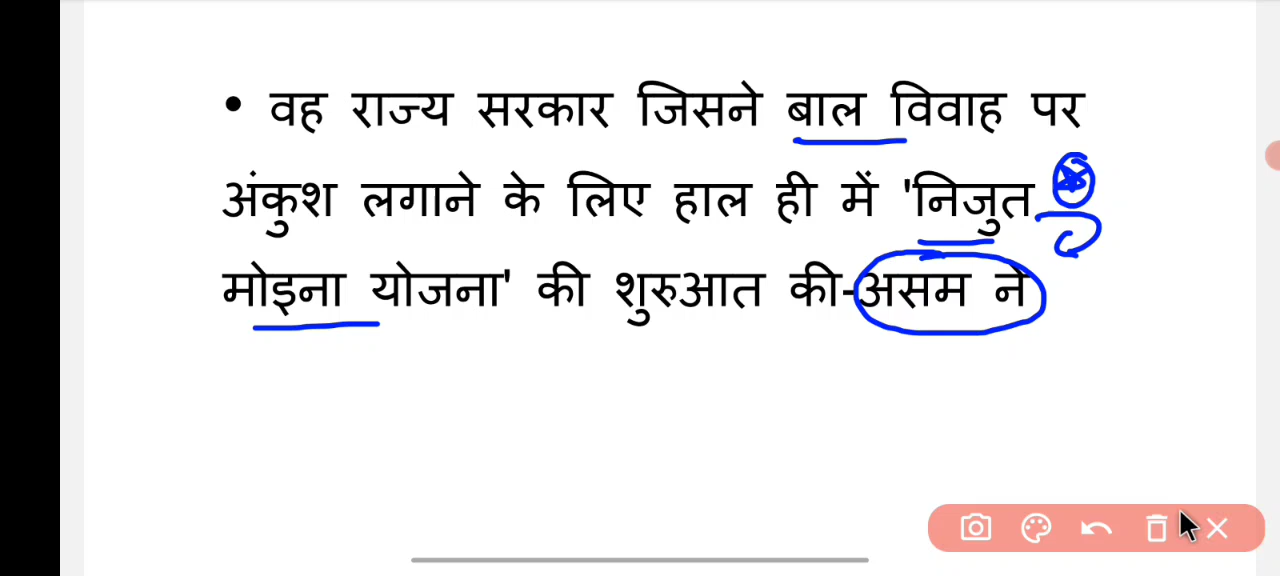 • वह राज्य सरकार जिसने बाल विवाह पर
अंकुश लगाने के लिए हाल ही में 'निजुत
मोइना योजना' की शुरुआत की-असम ने